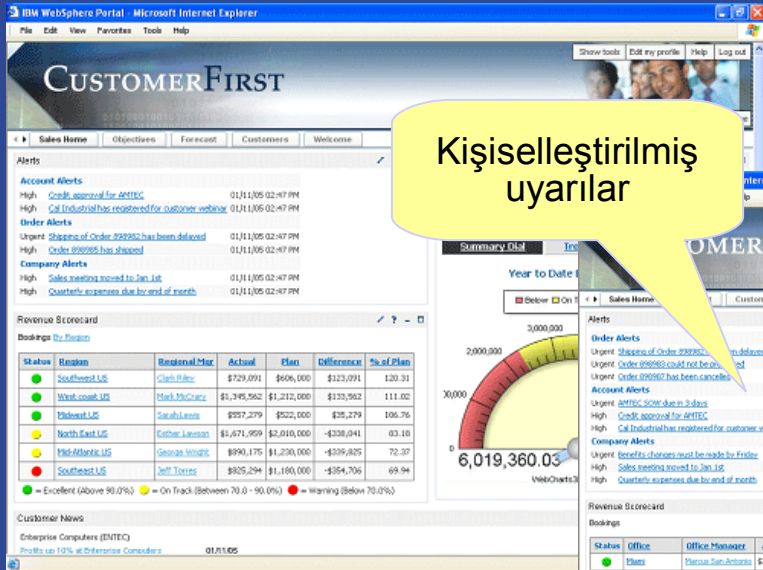 IBM WebSphere Portal - Microsoft Internet Explorer
File Edit View Favorites Tools Help
Show tools Edit my profile Help Log out
CUSTOMERFIRST
Sales Home Objectives Forecast Customers Welcome
Kişiselleştirilmiş
uyarılar
Alerts
Account Alerts
High Credit approval for AMTEC 01/11/05 02:47 PM
High Cal Industrial has registered for customer webinar 01/11/05 02:47 PM
Order Alerts
Urgent Shipping of Order 898982 has been delayed 01/11/05 02:47 PM
High Order 898985 has shipped 01/11/05 02:47 PM
Company Alerts
High Sales meeting moved to Jan 1st 01/11/05 02:47 PM
High Quarterly expenses due by end of month 01/11/05 02:47 PM
Revenue Scorecard
Bookings By Region
Status Region Regional Mgr Actual Plan Difference % of Plan
Southwest US Clark Riley $729,091 $606,000 $123,091 120.31
West coast US Mark McCrary $1,345,562 $1,212,000 $133,562 111.02
Midwest US Sarah Lewis $557,279 $522,000 $35,279 106.76
North East US Esther Lawson $1,671,959 $2,010,000 -$338,041 83.18
Mid-Atlantic US George Wright $890,175 $1,230,000 -$339,825 72.37
Southeast US Jeff Torres $825,294 $1,180,000 -$354,706 69.94
= Excellent (Above 90.0%) = On Track (Between 70.0 - 90.0%) = Warning (Below 70.0%)
Customer News
Enterprise Computers (ENTEC)
Profits up 10% at Enterprise Computers 01/11/05
Summary Dial
Year to Date
Below On
3,000,000
2,000,000
0
6,019,360.03
WebCharts3
OMER
Sales Home Custom
Alerts
Order Alerts
Urgent Shipping of Order 898982 delayed
Urgent Order 898983 could not be
Urgent Order 898987 has been cancelled
Account Alerts
Urgent AMTEC SOW due in 3 days
High Credit approval for AMTEC
High Cal Industrial has registered for customer
Company Alerts
Urgent Benefits changes must be made by Friday
High Sales meeting moved to Jan 1st
High Quarterly expenses due by end of month
Revenue Scorecard
Bookings
Status Office Office Manager
Miami Marcus San Antonio